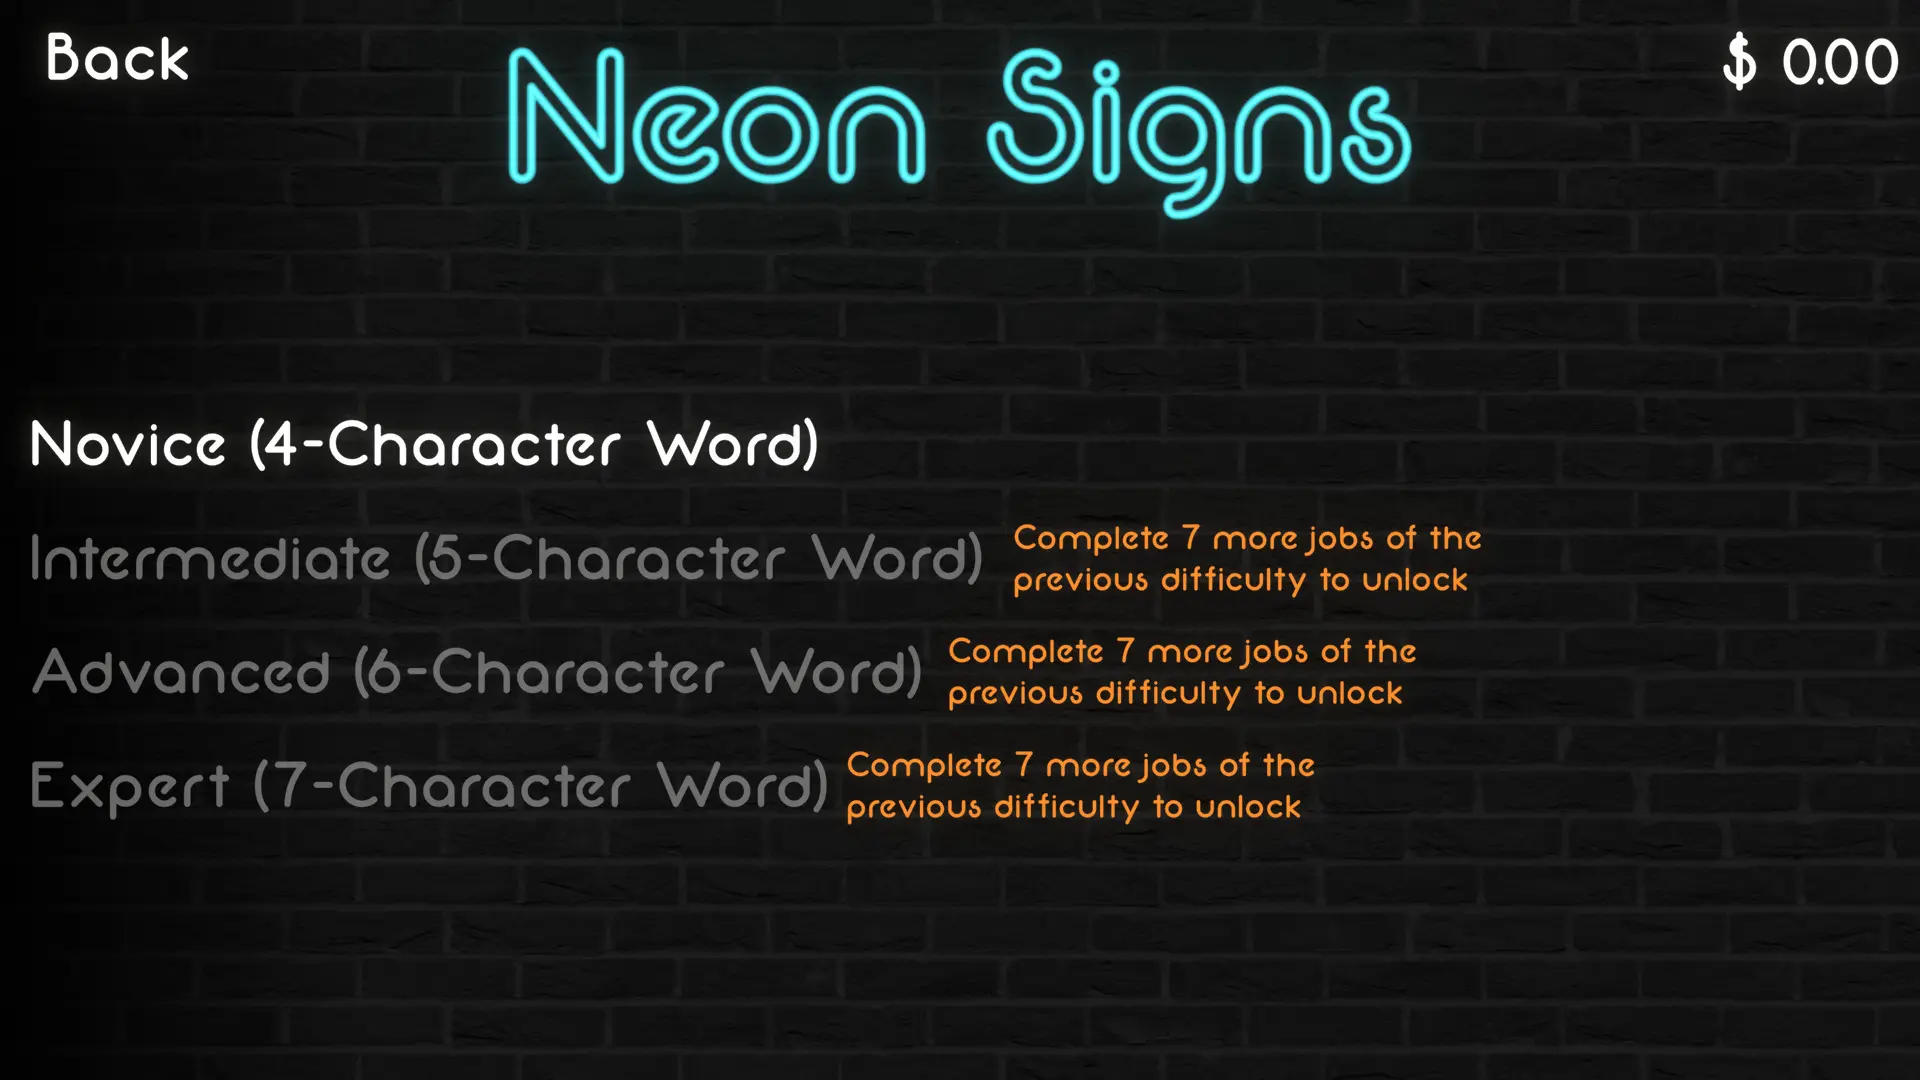 Back
Neon Signs
$ 0.00
Novice (4-Character Word)
Intermediate (5-Character Word)
Complete 7 more jobs of the
previous difficulty to unlock
Advanced (6-Character Word)
Complete 7 more jobs of the
previous difficulty to unlock
Expert (7-Character Word)
Complete 7 more jobs of the
previous difficulty to unlock